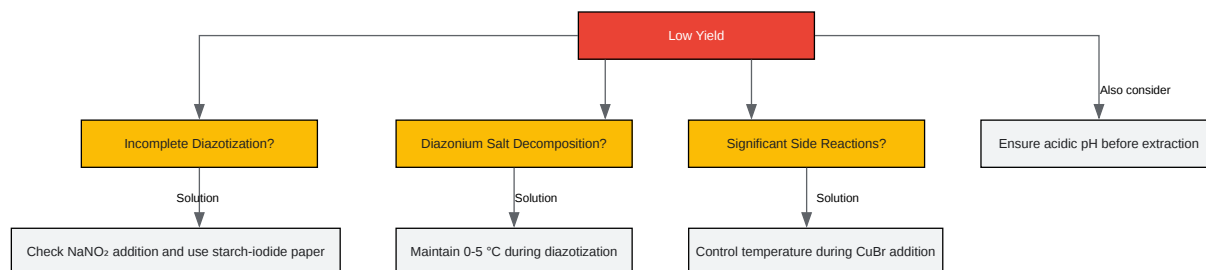 Low Yield
Also consider
Incomplete Diazotization?
Diazonium Salt Decomposition?
Significant Side Reactions?
Ensure acidic pH before extraction
Solution
Solution
Solution
Check NaNO₂ addition and use starch-iodide paper
Maintain 0-5 °C during diazotization
Control temperature during CuBr addition